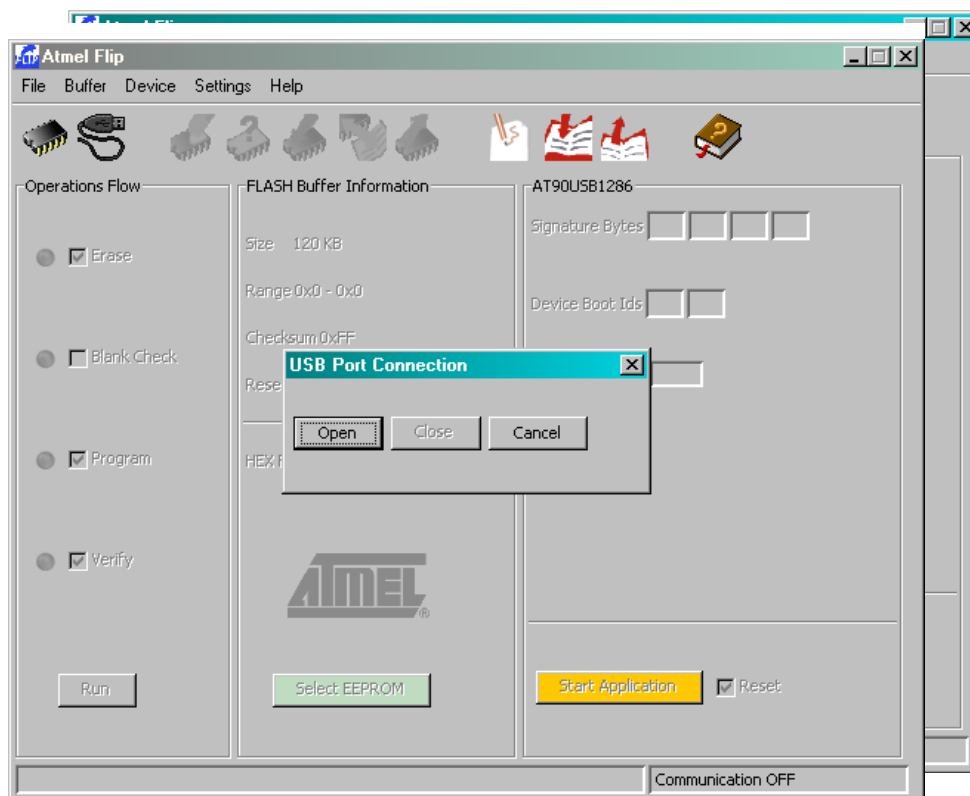 Atmel Flip
File Buffer Device Settings Help
Operations Flow
Erase
Blank Check
Program
Verify
Run
FLASH Buffer Information
Size 120 KB
Range 0x0 - 0x0
Checksum 0xFF
Rese
HEX F
ATMEL®
Select EEPROM
AT90USB1286
Signature Bytes
Device Boot Ids
Start Application
Reset
USB Port Connection
Open Close Cancel
Communication OFF